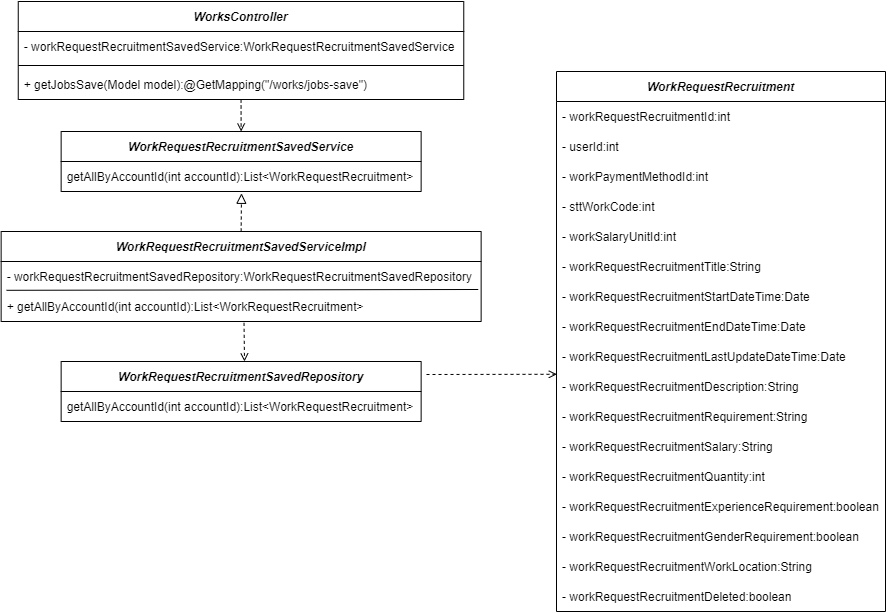 WorksController
- workRequestRecruitmentSavedService:WorkRequestRecruitmentSavedService
+ getJobsSave(Model model):@GetMapping("/works/jobs-save")
WorkRequestRecruitmentSavedService
getAllByAccountId(int accountId):List<WorkRequestRecruitment>
WorkRequestRecruitmentSavedServiceImpl
- workRequestRecruitmentSavedRepository:WorkRequestRecruitmentSavedRepository
+ getAllByAccountId(int accountId):List<WorkRequestRecruitment>
WorkRequestRecruitmentSavedRepository
getAllByAccountId(int accountId):List<WorkRequestRecruitment>
WorkRequestRecruitment
- workRequestRecruitmentId:int
- userId:int
- workPaymentMethodId:int
- sttWorkCode:int
- workSalaryUnitId:int
- workRequestRecruitmentTitle:String
- workRequestRecruitmentStartDateTime:Date
- workRequestRecruitmentEndDateTime:Date
- workRequestRecruitmentLastUpdateDateTime:Date
- workRequestRecruitmentDescription:String
- workRequestRecruitmentRequirement:String
- workRequestRecruitmentSalary:String
- workRequestRecruitmentQuantity:int
- workRequestRecruitmentExperienceRequirement:boolean
- workRequestRecruitmentGenderRequirement:boolean
- workRequestRecruitmentWorkLocation:String
- workRequestRecruitmentDeleted:boolean